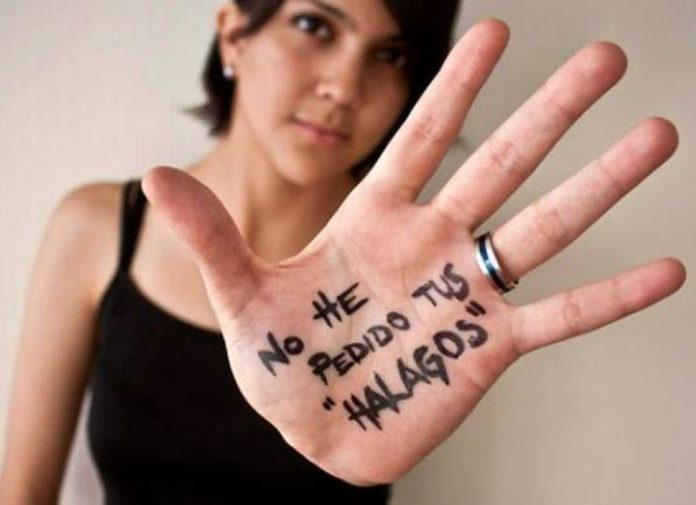 NO HE
PEDIDO TUS
"HALAGOS"